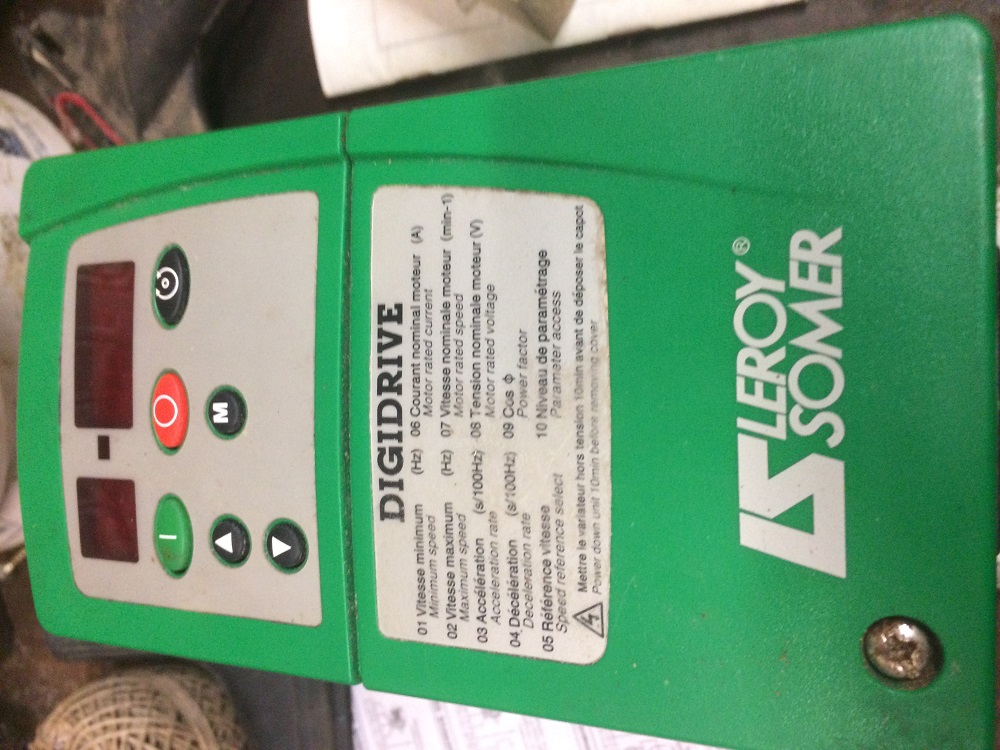 M
DIGIDRIVE
01 Vitesse minimum (Hz) 06 Courant nominal moteur (A)
Minimum speed Motor rated current
02 Vitesse maximum (Hz) 07 Vitesse nominale moteur (min-1)
Maximum speed Motor rated speed
03 Accélération (s/100Hz) 08 Tension nominale moteur (V)
Acceleration rate Motor rated voltage
04 Décélération (s/100Hz) 09 Cos ϕ
Deceleration rate Power factor
05 Référence vitesse 10 Niveau de paramétrage
Speed reference select Parameter access
Mettre le variateur hors tension 10min avant de déposer le capot
Power down unit 10min before removing cover
LEROY®
SOMER